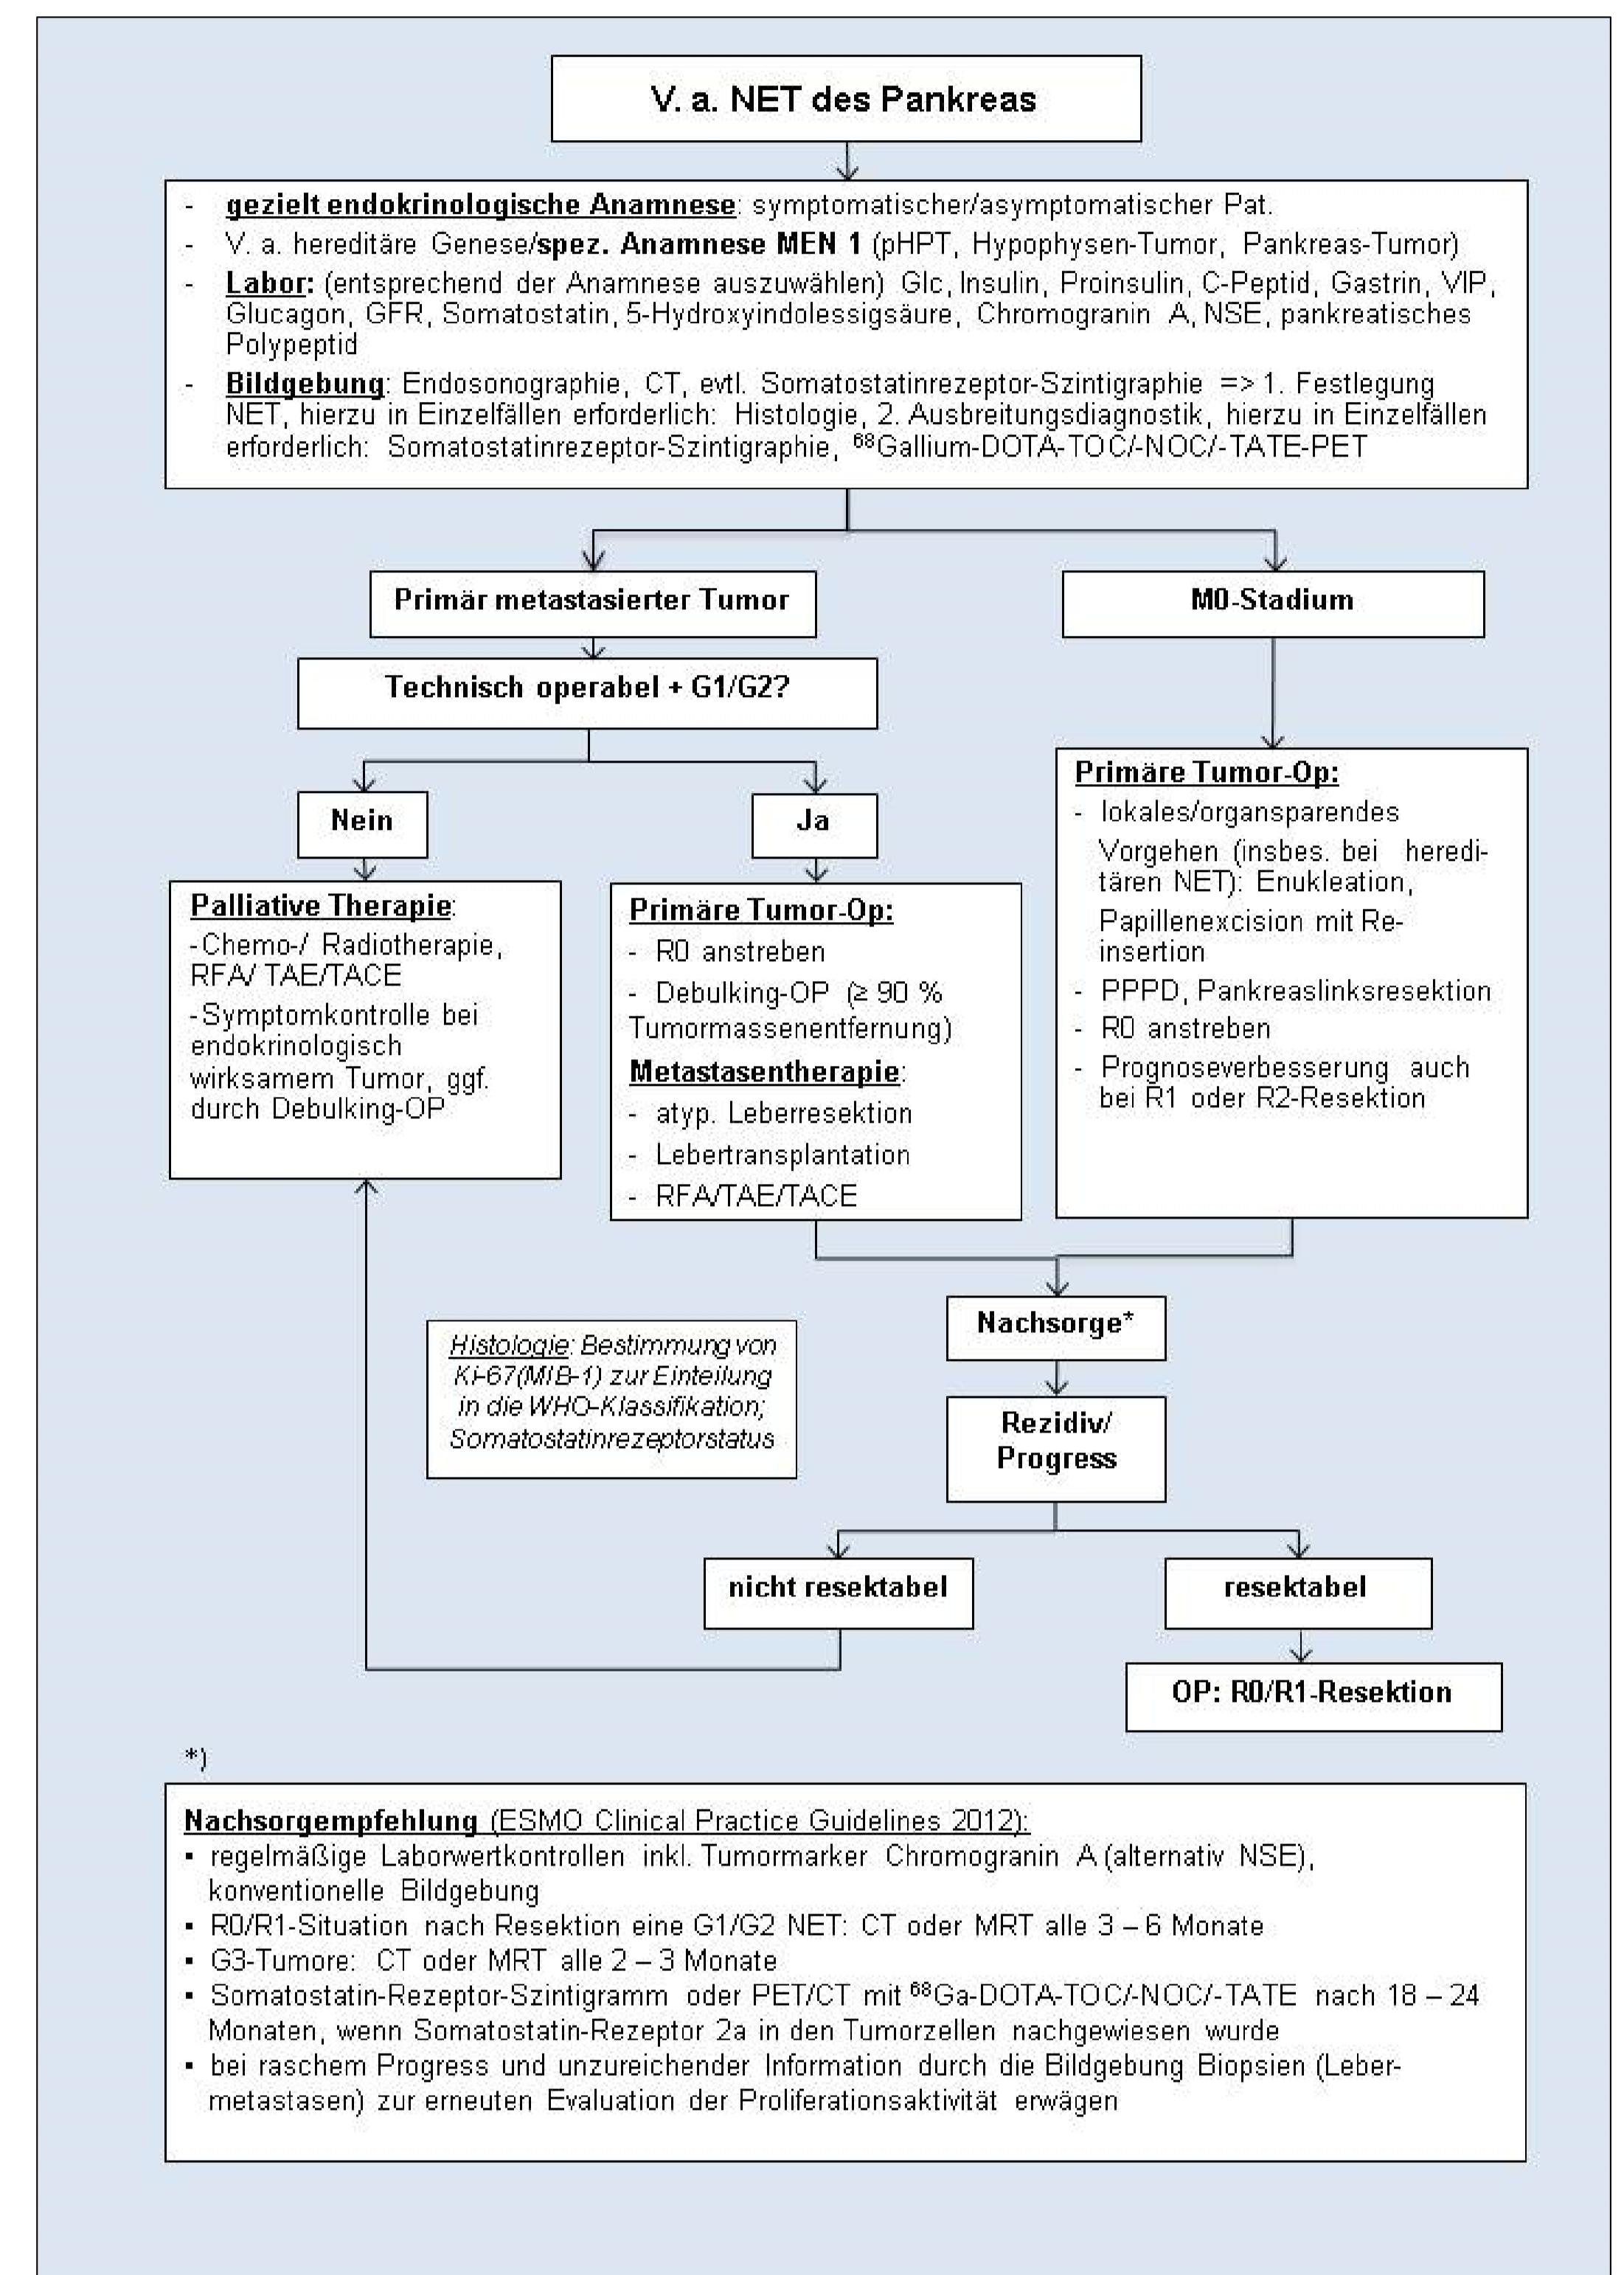 V. a. NET des Pankreas
- gezielt endokrinologische Anamnese: symptomatischer/asymptomatischer Pat.
- V. a. hereditäre Genese/spez. Anamnese MEN 1 (pHPT, Hypophysen-Tumor, Pankreas-Tumor)
- Labor: (entsprechend der Anamnese auszuwählen) Glc, Insulin, Proinsulin, C-Peptid, Gastrin, VIP,
Glucagon, GFR, Somatostatin, 5-Hydroxyindolessigsäure, Chromogranin A, NSE, pankreatisches
Polypeptid
- Bildgebung: Endosonographie, CT, evtl. Somatostatinrezeptor-Szintigraphie => 1. Festlegung
NET, hierzu in Einzelfällen erforderlich: Histologie, 2. Ausbreitungsdiagnostik, hierzu in Einzelfällen
erforderlich: Somatostatinrezeptor-Szintigraphie, ⁶⁸Gallium-DOTA-TOC/-NOC/-TATE-PET
Primär metastasierter Tumor
Technisch operabel + G1/G2?
Nein
Palliative Therapie:
-Chemo-/ Radiotherapie,
RFA/ TAE/TACE
-Symptomkontrolle bei
endokrinologisch
wirksamem Tumor, ggf.
durch Debulking-OP
Ja
Primäre Tumor-Op:
- R0 anstreben
- Debulking-OP (≥ 90 %
Tumormassenentfernung)
Metastasentherapie:
- atyp. Leberresektion
- Lebertransplantation
- RFA/TAE/TACE
M0-Stadium
Primäre Tumor-Op:
- lokales/organsparendes
Vorgehen (insbes. bei heredi-
tären NET): Enukleation,
Papillenexcision mit Re-
insertion
- PPPD, Pankreaslinksresektion
- R0 anstreben
- Prognoseverbesserung auch
bei R1 oder R2-Resektion
Nachsorge*
Histologie: Bestimmung von
Ki-67(MIB-1) zur Einteilung
in die WHO-Klassifikation;
Somatostatinrezeptorstatus
Rezidiv/
Progress
nicht resektabel
resektabel
OP: R0/R1-Resektion
*)
Nachsorgempfehlung (ESMO Clinical Practice Guidelines 2012):
▪ regelmäßige Laborwertkontrollen inkl. Tumormarker Chromogranin A (alternativ NSE),
konventionelle Bildgebung
▪ R0/R1-Situation nach Resektion eine G1/G2 NET: CT oder MRT alle 3 – 6 Monate
▪ G3-Tumore: CT oder MRT alle 2 – 3 Monate
▪ Somatostatin-Rezeptor-Szintigramm oder PET/CT mit ⁶⁸Ga-DOTA-TOC/-NOC/-TATE nach 18 – 24
Monaten, wenn Somatostatin-Rezeptor 2a in den Tumorzellen nachgewiesen wurde
▪ bei raschem Progress und unzureichender Information durch die Bildgebung Biopsien (Leber-
metastasen) zur erneuten Evaluation der Proliferationsaktivität erwägen